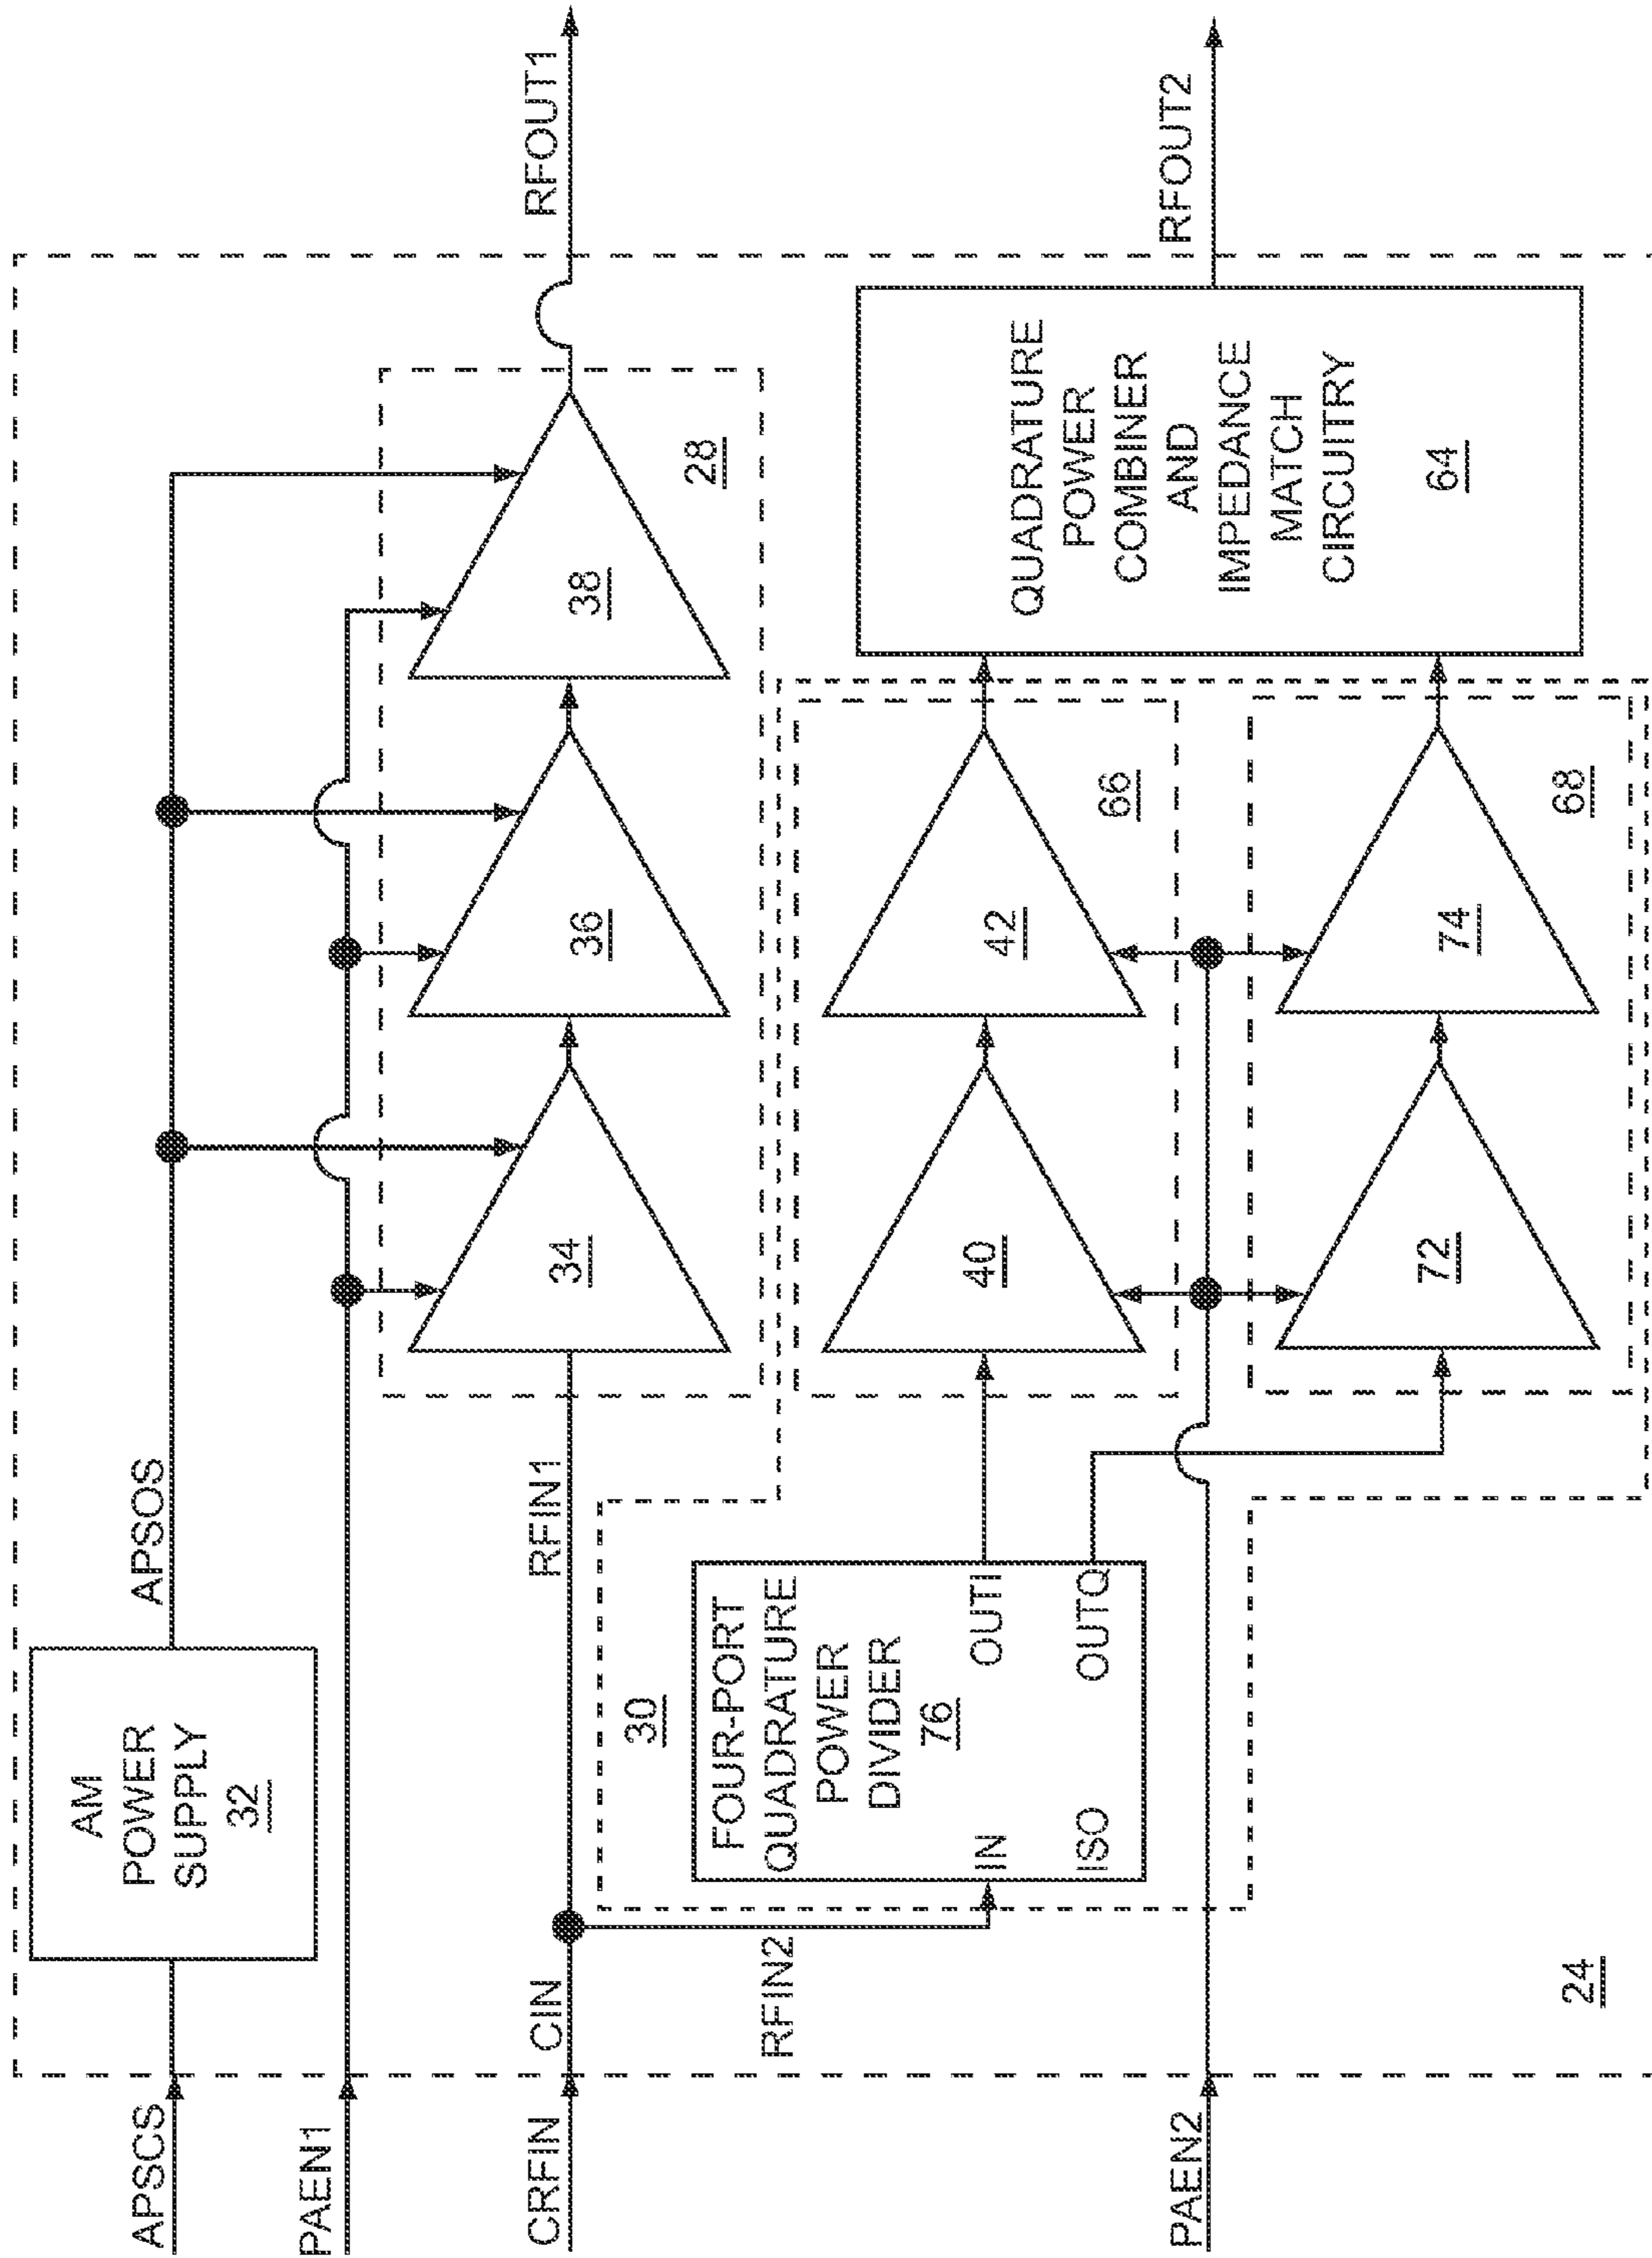 APSCS
AM
POWER
SUPPLY
32
APSOS
PAEN1
CRFIN
CIN
RFIN1
34
36
38
28
RFOUT1
RFIN2
30
FOUR-PORT
QUADRATURE
POWER
DIVIDER
76
IN
OUTI
ISO
OUTQ
40
42
66
PAEN2
72
74
68
QUADRATURE
POWER
COMBINER
AND
IMPEDANCE
MATCH
CIRCUITRY
64
RFOUT2
24